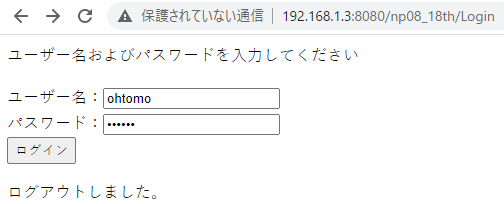 保護されていない通信 192.168.1.3:8080/np08_18th/Login
ユーザー名およびパスワードを入力してください
ユーザー名：ohtomo
パスワード：••••••
ログイン
ログアウトしました。